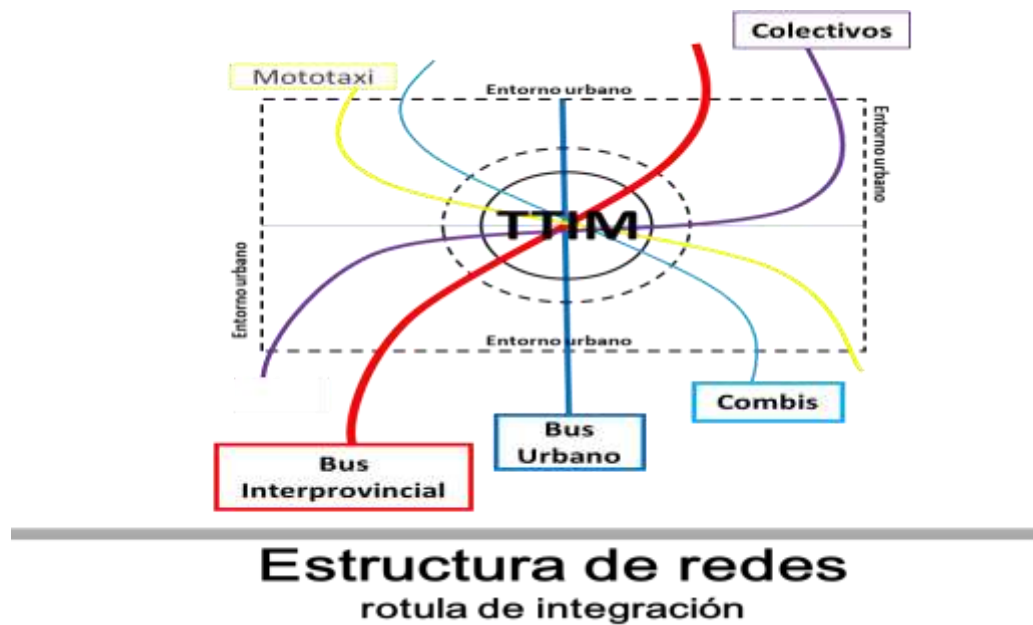 Colectivos
Mototaxi
Entorno urbano
Entorno urbano
TTIM
Entorno urbano
Entorno urbano
Combis
Bus
Urbano
Bus
Interprovincial
Estructura de redes
rotula de integración